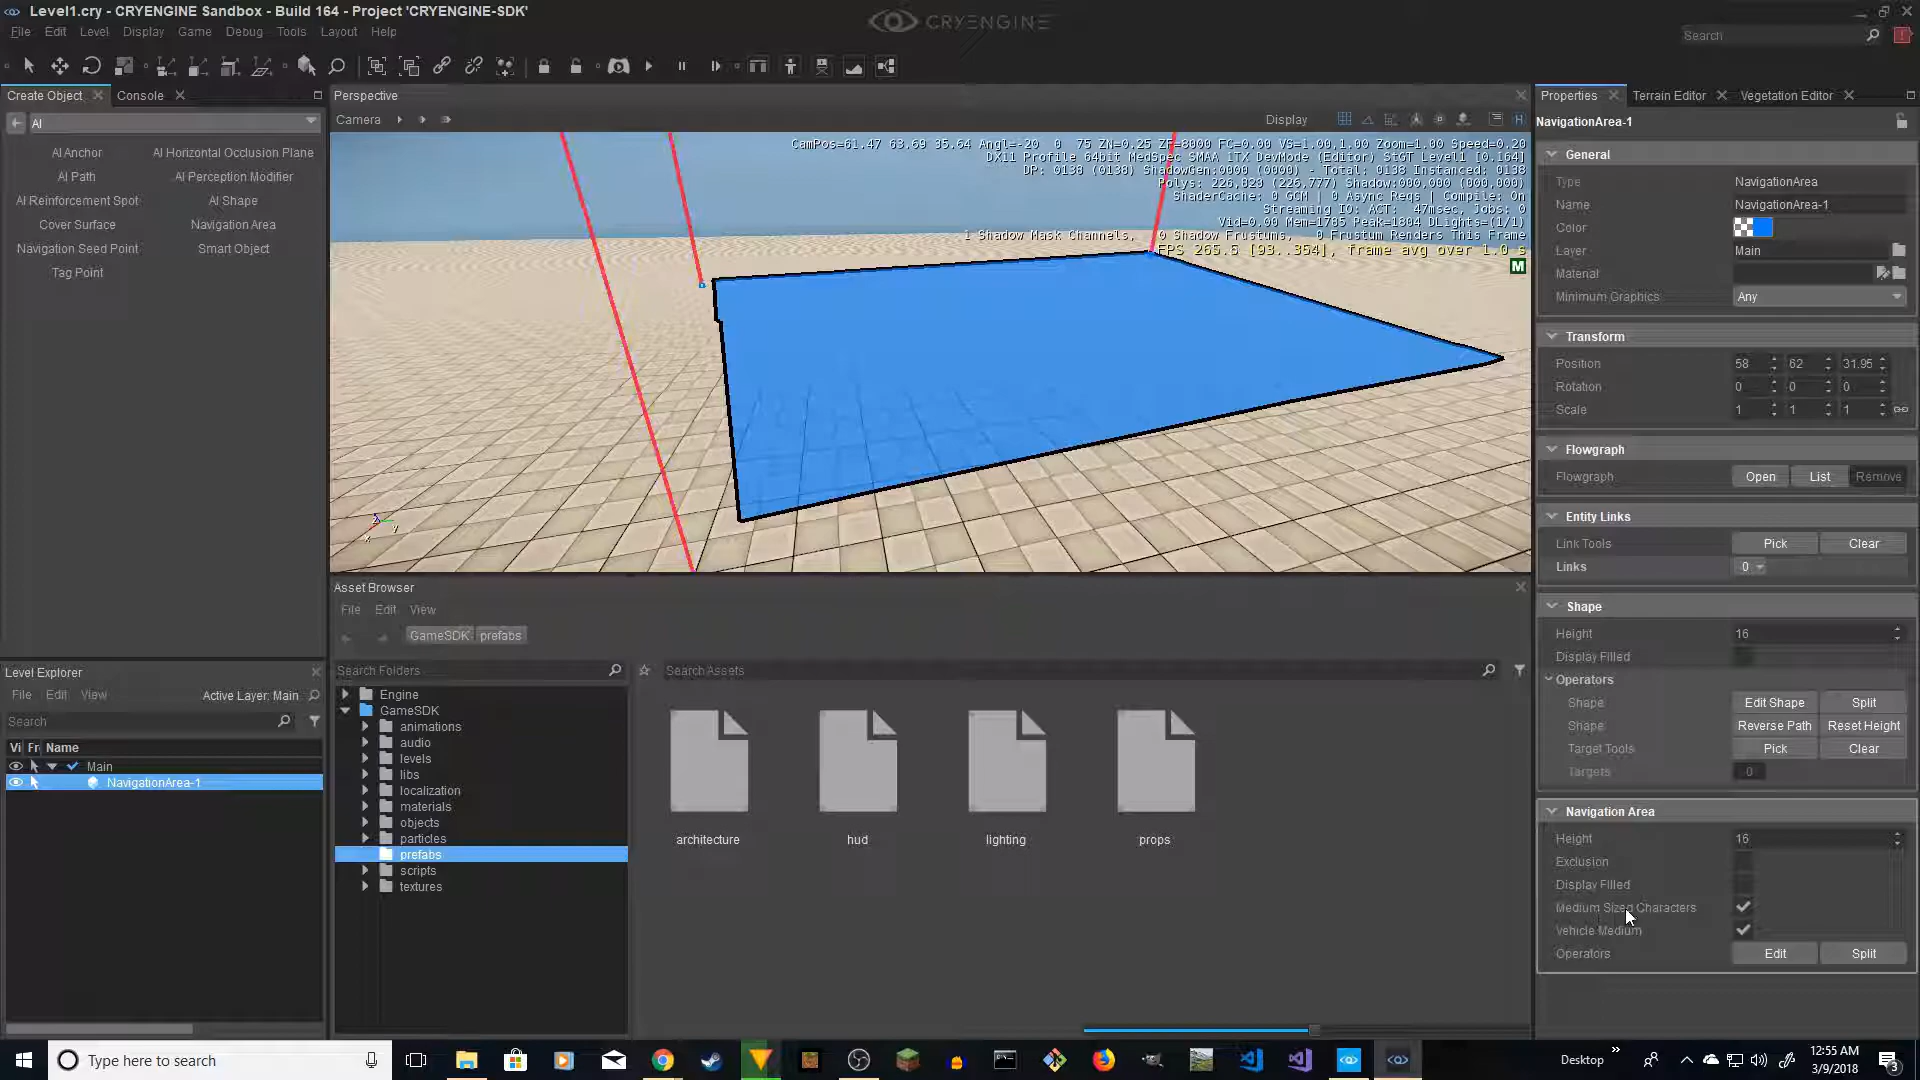 Level1.cry - CRYENGINE Sandbox - Build 164 - Project 'CRYENGINE-SDK'
CRYENGINE
File Edit Level Display Game Debug Tools Layout Help
Search
Create Object Console
AI
AI Anchor AI Horizontal Occlusion Plane
AI Path AI Perception Modifier
AI Reinforcement Spot AI Shape
Cover Surface Navigation Area
Navigation Seed Point Smart Object
Tag Point
Perspective
Camera Display
CamPos=61.47 63.69 35.64 Angl=-20 0 75 ZN=0.25 ZF=8000 FC=0.00 VS=1.00,1.00 Zoom=1.00 Speed=0.20
DX11 Profile 64bit MedSpec SMAA 1TX DevMode (Editor) StGT Level1 [0.164]
DP: 0138 (0138) ShadowGen:0000 (0000) - Total: 0138 Instanced: 0138
Polys: 226,820 (226,777) Shadow:000,000 (000,000)
ShaderCache: 0 GCM | 0 Async Reqs | Compile: On
Streaming IO: ACT: 47msec, Jobs: 0
Vid=0.00 Mem=1785 Peak=1804 DLights=(1/1)
1 Shadow Mask Channels, 0 Shadow Frustums, 0 Frustum Renders This Frame
FPS 265.5 [93..354], frame avg over 1.0 s
M
z
y
x
Asset Browser
File Edit View
GameSDK prefabs
Search Folders
Search Assets
Engine
GameSDK
animations
audio
levels
libs
localization
materials
objects
particles
prefabs
scripts
textures
architecture hud lighting props
Level Explorer
File Edit View Active Layer: Main
Search
Vi Fr Name
Main
NavigationArea-1
Properties Terrain Editor Vegetation Editor
NavigationArea-1
General
Type NavigationArea
Name NavigationArea-1
Color
Layer Main
Material
Minimum Graphics Any
Transform
Position 58 62 31.95
Rotation 0 0 0
Scale 1 1 1
Flowgraph
Flowgraph Open List Remove
Entity Links
Link Tools Pick Clear
Links 0
Shape
Height 16
Display Filled
Operators
Shape Edit Shape Split
Shape Reverse Path Reset Height
Target Tools Pick Clear
Targets 0
Navigation Area
Height 16
Exclusion
Display Filled
Medium Sized Characters
Vehicle Medium
Operators Edit Split
Type here to search
Desktop
12:55 AM
3/9/2018
3